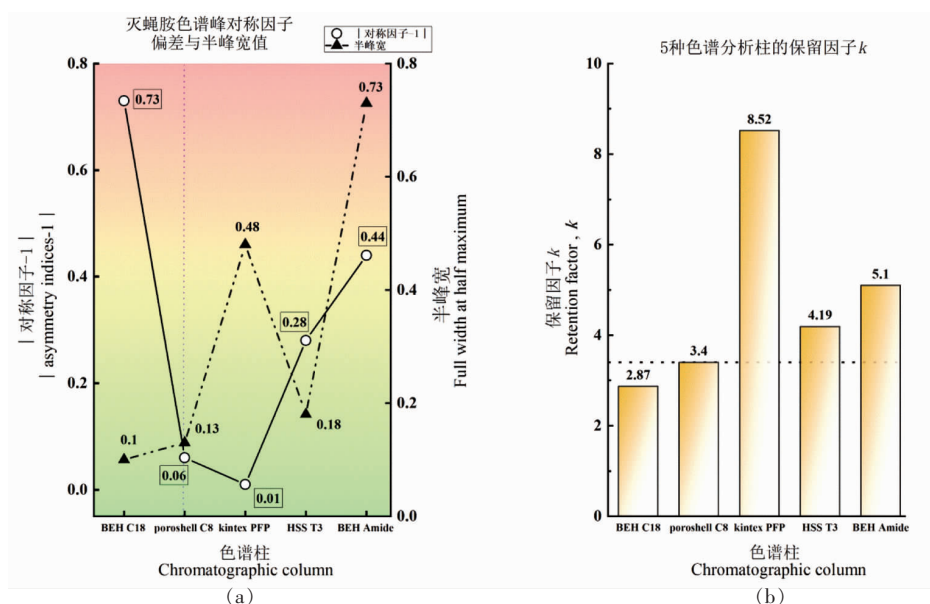 灭蝇胺色谱峰对称因子
偏差与半峰宽值
|对称因子-1|
半峰宽
0.8
0.6
0.4
0.2
0.0
|对称因子-1|
| asymmetry indices-1 |
0.73
0.1
0.13
0.06
0.48
0.01
0.28
0.18
0.73
0.44
0.8
0.6
0.4
0.2
0.0
半峰宽
Full width at half maximum
BEH C18 poroshell C8 kintex PFP HSS T3 BEH Amide
色谱柱
Chromatographic column
(a)
5种色谱分析柱的保留因子k
10
8
6
4
2
0
保留因子k
Retention factor , k
2.87
3.4
8.52
4.19
5.1
BEH C18 poroshell C8 kintex PFP HSS T3 BEH Amide
色谱柱
Chromatographic column
(b)